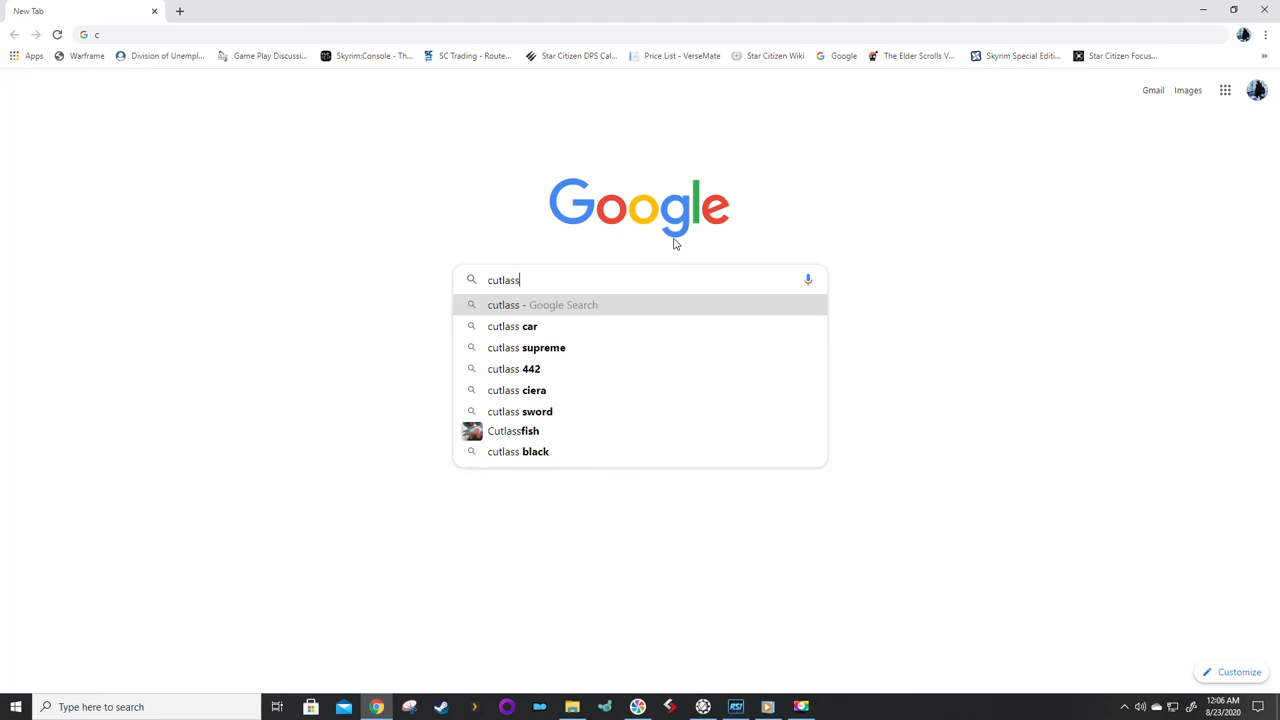 New Tab
c
Apps Warframe Division of Unempl... Game Play Discussi... Skyrim:Console - Th... SC Trading - Route... Star Citizen DPS Cal... Price List - VerseMate Star Citizen Wiki Google The Elder Scrolls V... Skyrim Special Editi... Star Citizen Focus... »
Gmail Images
Google
cutlass
cutlass - Google Search
cutlass car
cutlass supreme
cutlass 442
cutlass ciera
cutlass sword
Cutlassfish
cutlass black
Customize
Type here to search
RSI
12:06 AM
8/23/2020